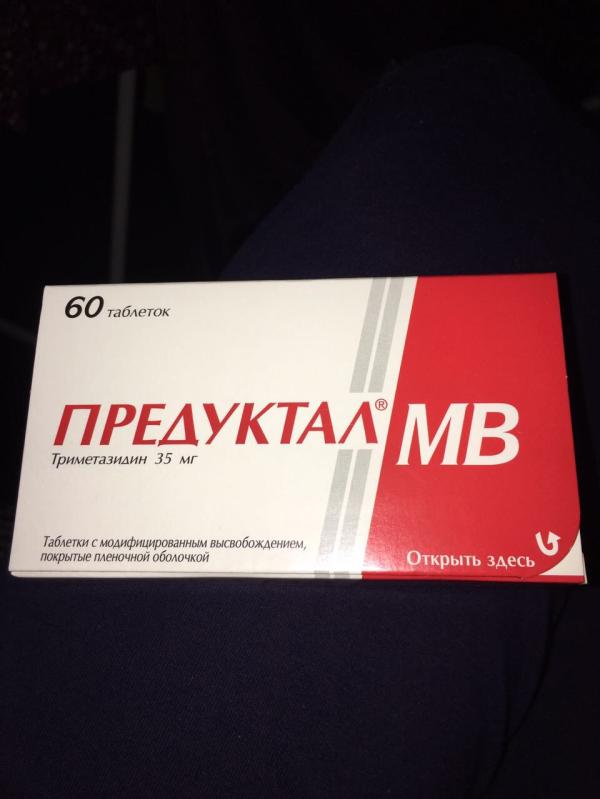 60 таблеток
ПРЕДУКТАЛ® МВ
Триметазидин 35 мг
Таблетки с модифицированным высвобождением,
покрытые пленочной оболочкой
Открыть здесь